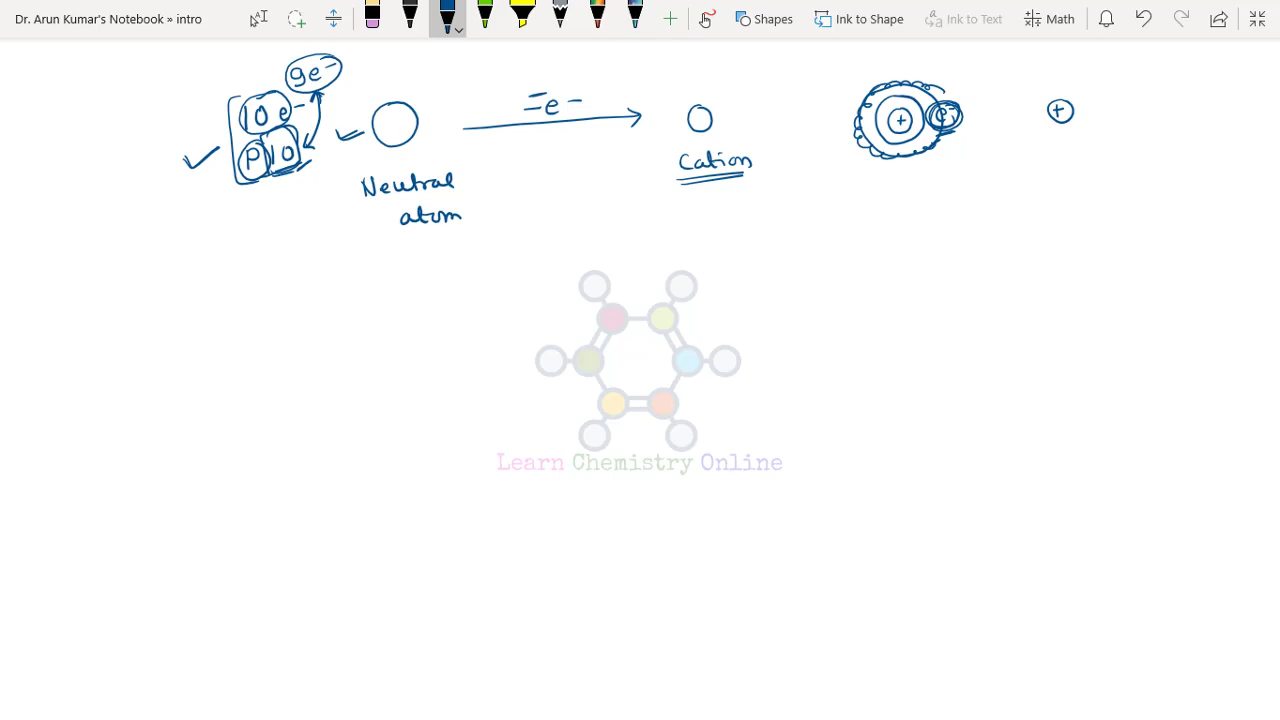 Dr. Arun Kumar's Notebook » intro
Shapes
Ink to Shape
Ink to Text
Math
9e-
10 e-
P 10
-e-
+
e-
+
Cation
Neutral
atom
Learn Chemistry Online